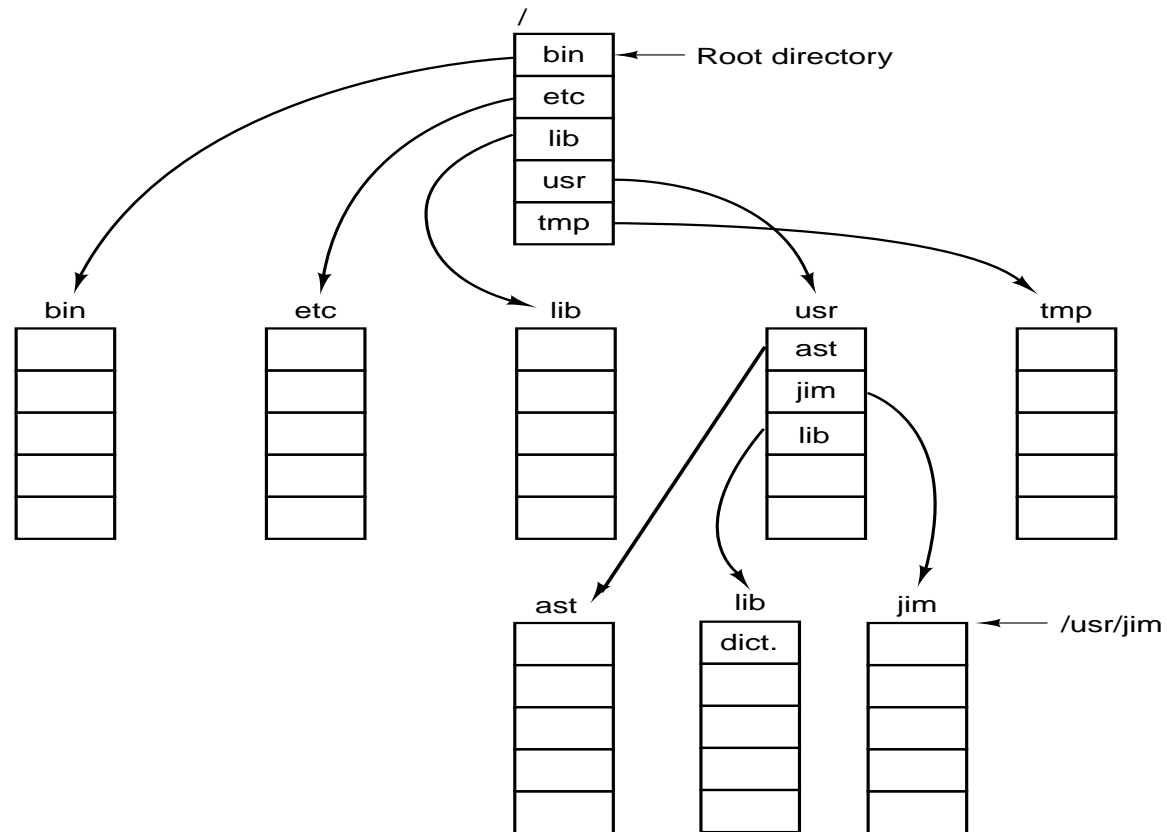 /
bin
Root directory
etc
lib
usr
tmp
bin
etc
lib
usr
tmp
ast
jim
lib
ast
lib
jim
dict.
/usr/jim